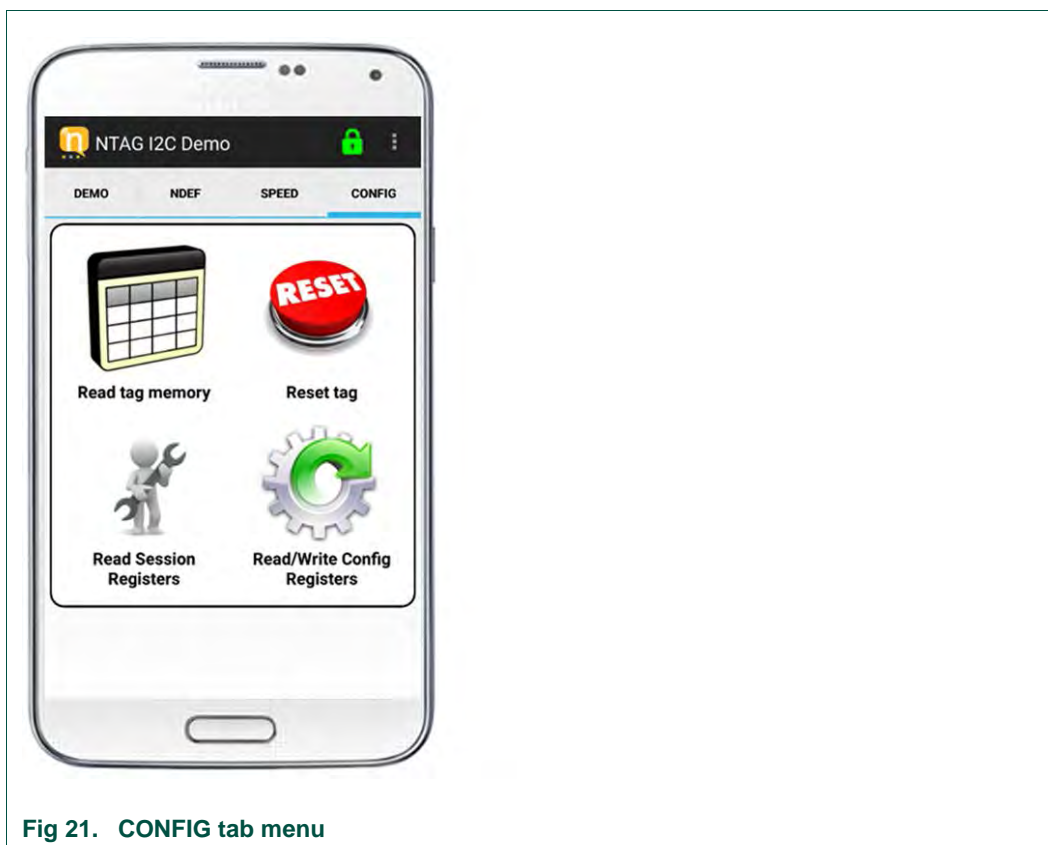 NTAG I2C Demo
DEMO NDEF SPEED CONFIG
RESET
Read tag memory
Reset tag
Read Session
Registers
Read/Write Config
Registers
Fig 21. CONFIG tab menu